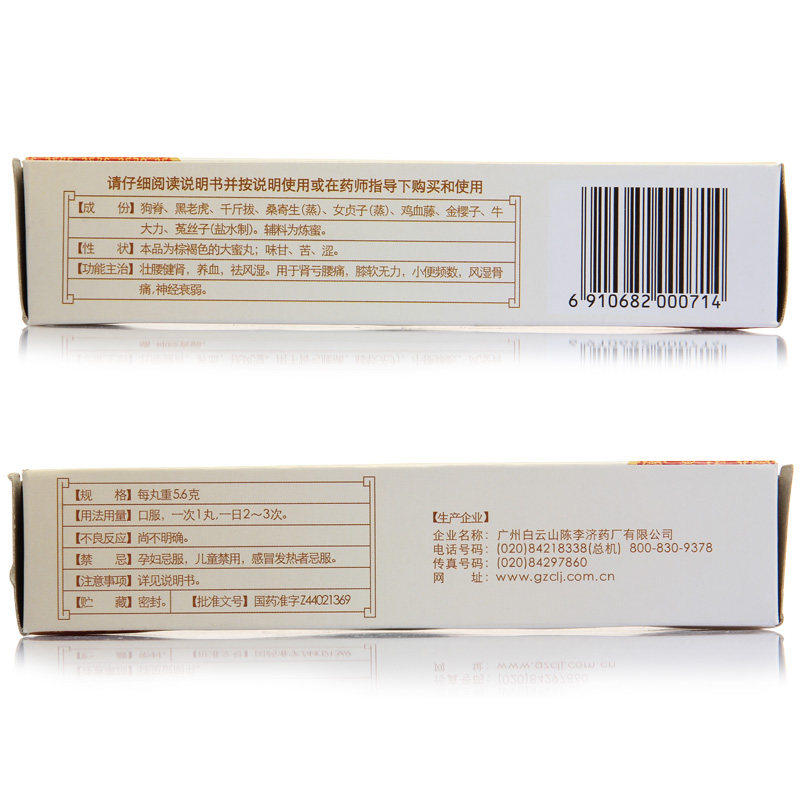 请仔细阅读说明书并按说明使用或在药师指导下购买和使用
【成 份】狗脊、黑老虎、千斤拔、桑寄生(蒸)、女贞子(蒸)、鸡血藤、金樱子、牛
大力、菟丝子(盐水制)。辅料为炼蜜。
【性 状】本品为棕褐色的大蜜丸；味甘、苦、涩。
【功能主治】壮腰健肾，养血，祛风湿。用于肾亏腰痛，膝软无力，小便频数，风湿骨
痛,神经衰弱。
6 910682 000714
【规 格】每丸重5.6克
【用法用量】口服，一次1丸,一日2～3次。
【不良反应】尚不明确。
【禁 忌】孕妇忌服，儿童禁用，感冒发热者忌服。
【注意事项】详见说明书。
【贮 藏】密封。【批准文号】国药准字Z44021369
【生产企业】
企业名称：广州白云山陈李济药厂有限公司
电话号码：(020)84218338(总机) 800-830-9378
传真号码：(020)84297860
网 址：www.gzclj.com.cn